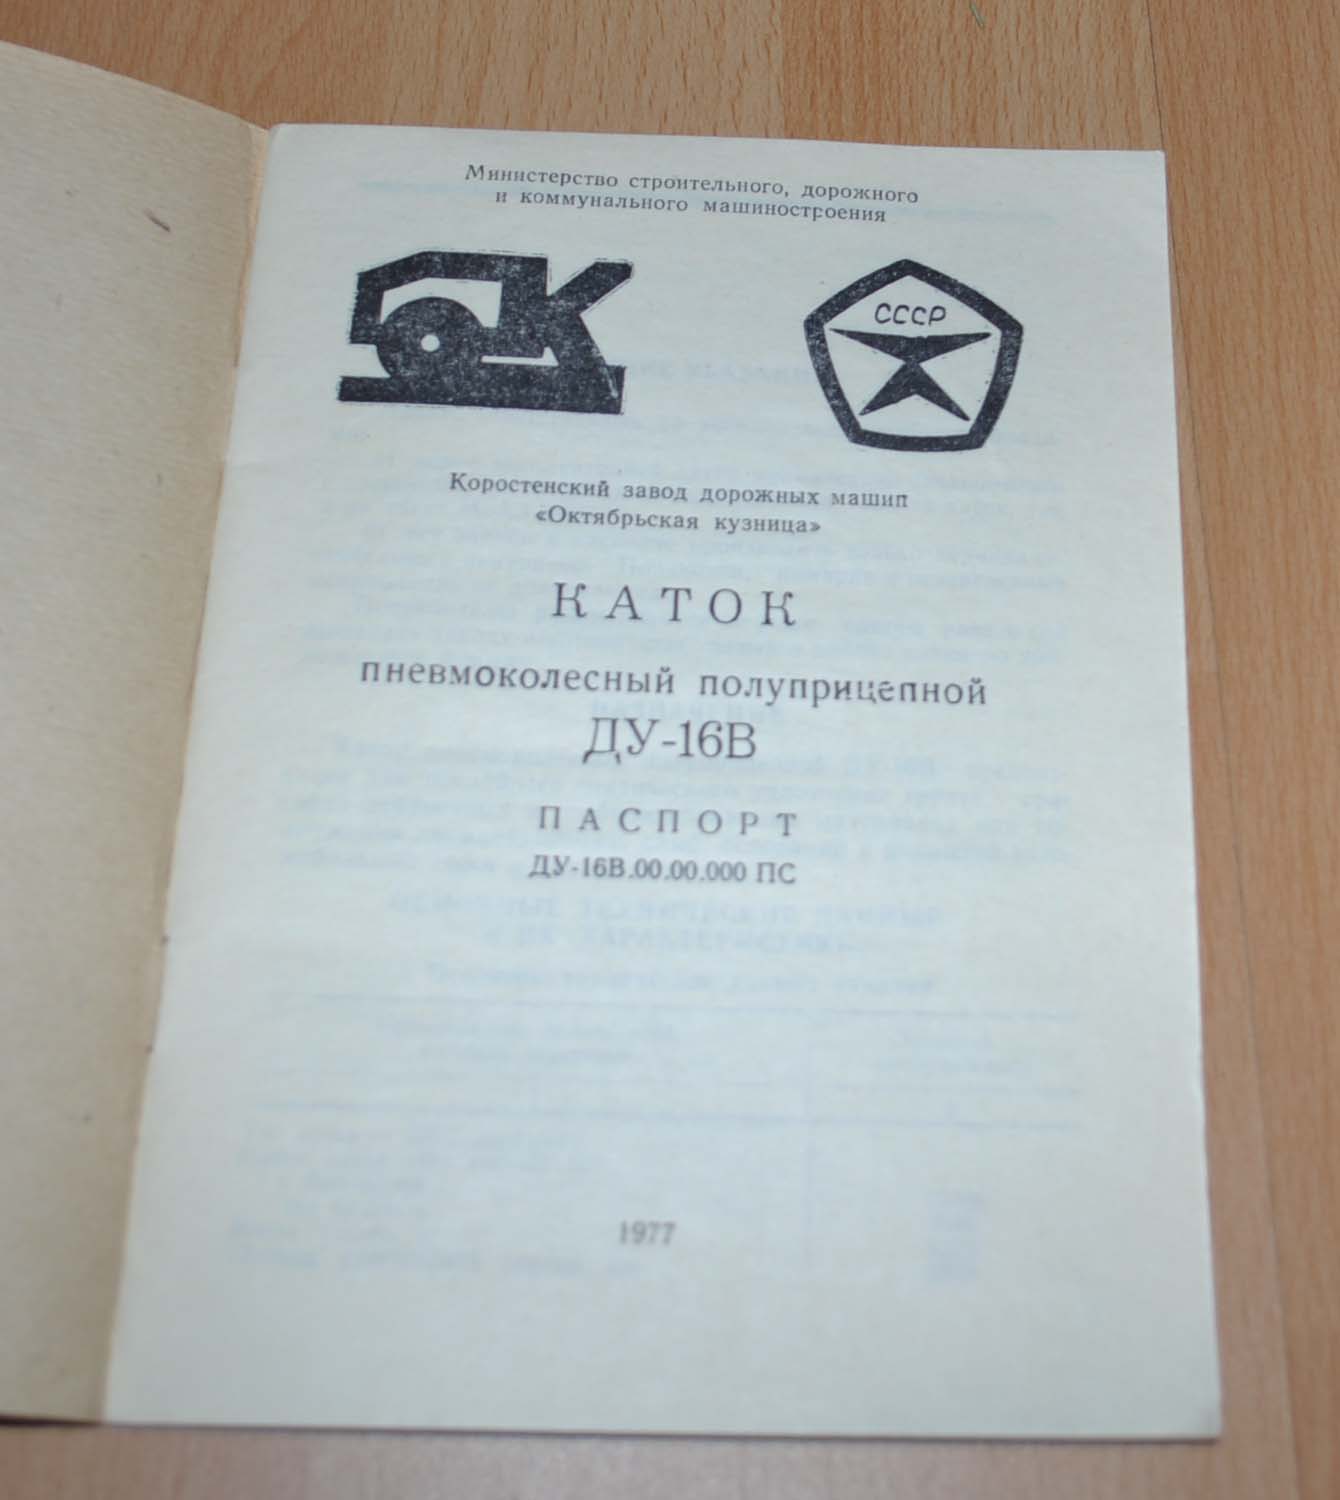 Министерство строительного, дорожного
и коммунального машиностроения
ОК
СССР
Коростенский завод дорожных машин
«Октябрьская кузница»
КАТОК
пневмоколесный полуприцепной
ДУ-16В
ПАСПОРТ
ДУ-16В.00.00.000 ПС
1977